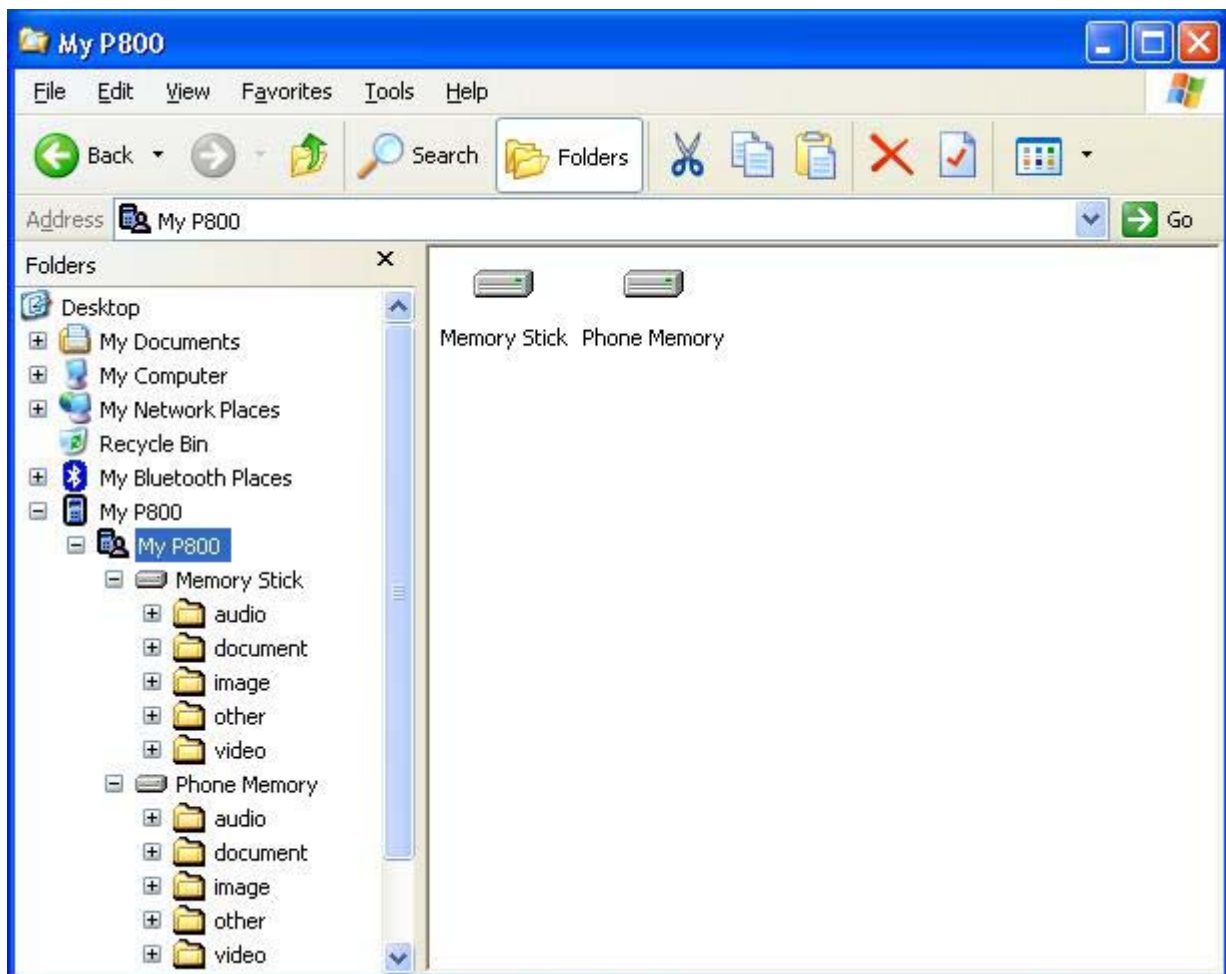 My P800
File Edit View Favorites Tools Help
Back Search Folders
Address My P800 Go
Folders
Desktop
My Documents
My Computer
My Network Places
Recycle Bin
My Bluetooth Places
My P800
My P800
Memory Stick
audio
document
image
other
video
Phone Memory
audio
document
image
other
video
Memory Stick Phone Memory